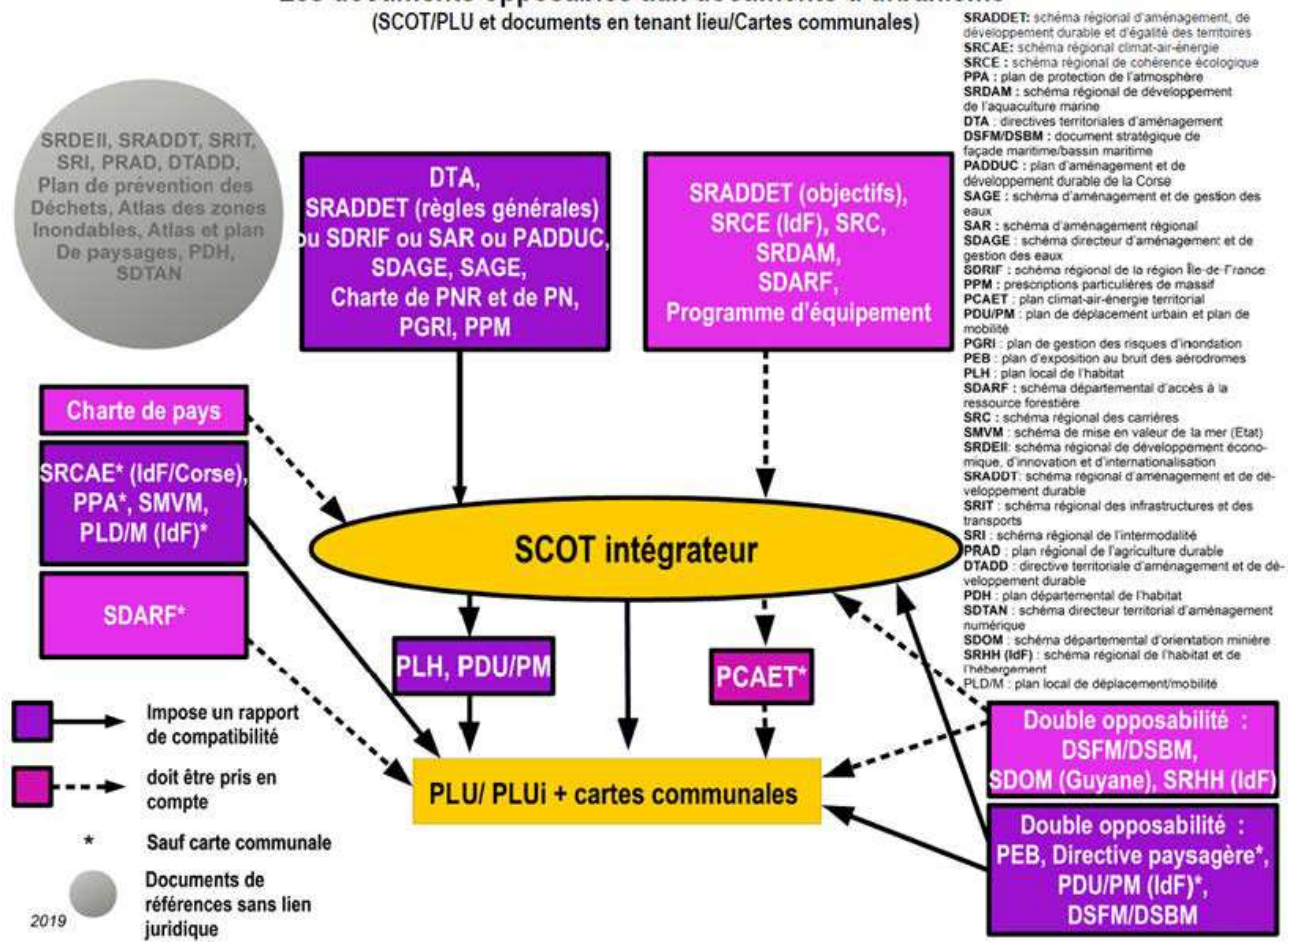 (SCOT/PLU et documents en tenant lieu/Cartes communales)
SRDEII, SRADDT, SRIT,
SRI, PRAD, DTADD,
Plan de prévention des
Déchets, Atlas des zones
Inondables, Atlas et plan
De paysages, PDH,
SDTAN
DTA,
SRADDET (règles générales)
ou SDRIF ou SAR ou PADDUC,
SDAGE, SAGE,
Charte de PNR et de PN,
PGRI, PPM
SRADDET (objectifs),
SRCE (IdF), SRC,
SRDAM,
SDARF,
Programme d'équipement
Charte de pays
SRCAE* (IdF/Corse),
PPA*, SMVM,
PLD/M (IdF)*
SDARF*
SCOT intégrateur
PLH, PDU/PM
PCAET*
PLU/ PLUi + cartes communales
Double opposabilité :
DSFM/DSBM,
SDOM (Guyane), SRHH (IdF)
Double opposabilité :
PEB, Directive paysagère*,
PDU/PM (IdF)*,
DSFM/DSBM
Impose un rapport
de compatibilité
doit être pris en
compte
* Sauf carte communale
Documents de
références sans lien
juridique
2019
SRADDET: schéma régional d'aménagement, de
développement durable et d'égalité des territoires
SRCAE: schéma régional climat-air-énergie
SRCE : schéma régional de cohérence écologique
PPA : plan de protection de l'atmosphère
SRDAM : schéma régional de développement
de l'aquaculture marine
DTA : directives territoriales d'aménagement
DSFM/DSBM : document stratégique de
façade maritime/bassin maritime
PADDUC : plan d'aménagement et de
développement durable de la Corse
SAGE : schéma d'aménagement et de gestion des
eaux
SAR : schéma d'aménagement régional
SDAGE : schéma directeur d'aménagement et de
gestion des eaux
SDRIF : schéma régional de la région Île-de-France
PPM : prescriptions particulières de massif
PCAET : plan climat-air-énergie territorial
PDU/PM : plan de déplacement urbain et plan de
mobilité
PGRI : plan de gestion des risques d'inondation
PEB : plan d'exposition au bruit des aérodromes
PLH : plan local de l'habitat
SDARF : schéma départemental d'accès à la
ressource forestière
SRC : schéma régional des carrières
SMVM : schéma de mise en valeur de la mer (Etat)
SRDEII: schéma régional de développement écono-
mique, d'innovation et d'internationalisation
SRADDT: schéma régional d'aménagement et de dé-
veloppement durable
SRIT : schéma régional des infrastructures et des
transports
SRI : schéma régional de l'intermodalité
PRAD : plan régional de l'agriculture durable
DTADD : directive territoriale d'aménagement et de dé-
veloppement durable
PDH : plan départemental de l'habitat
SDTAN : schéma directeur territorial d'aménagement
numérique
SDOM : schéma départemental d'orientation minière
SRHH (IdF) : schéma régional de l'habitat et de
l'hébergement
PLD/M : plan local de déplacement/mobilité